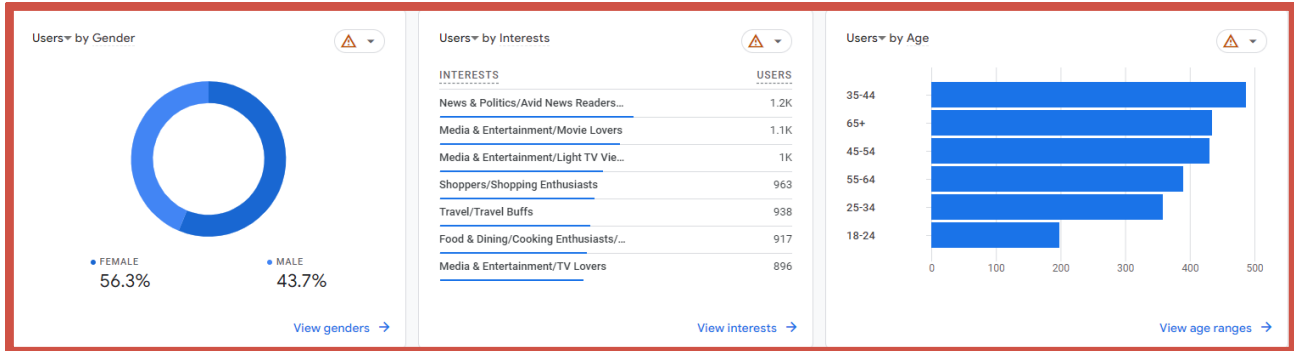 Users by Gender
FEMALE
56.3%
MALE
43.7%
View genders
Users by Interests
INTERESTS USERS
News & Politics/Avid News Readers... 1.2K
Media & Entertainment/Movie Lovers 1.1K
Media & Entertainment/Light TV Vie... 1K
Shoppers/Shopping Enthusiasts 963
Travel/Travel Buffs 938
Food & Dining/Cooking Enthusiasts/... 917
Media & Entertainment/TV Lovers 896
View interests
Users by Age
35-44
65+
45-54
55-64
25-34
18-24
0 100 200 300 400 500
View age ranges